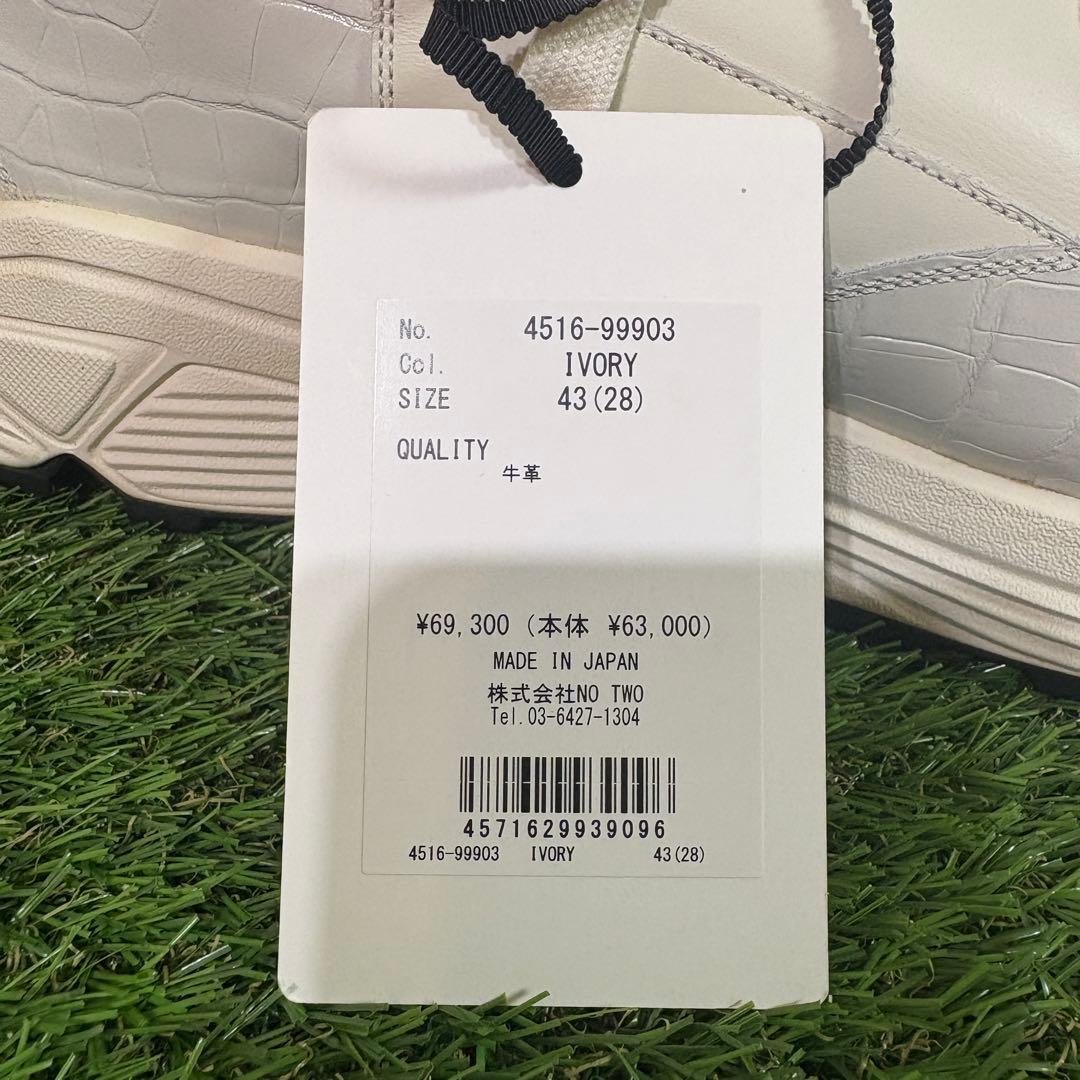 No. 4516-99903
Col. IVORY
SIZE 43(28)
QUALITY
牛革
¥69,300 (本体 ¥63,000)
MADE IN JAPAN
株式会社NO TWO
Tel.03-6427-1304
4571629939096
4516-99903 IVORY 43(28)